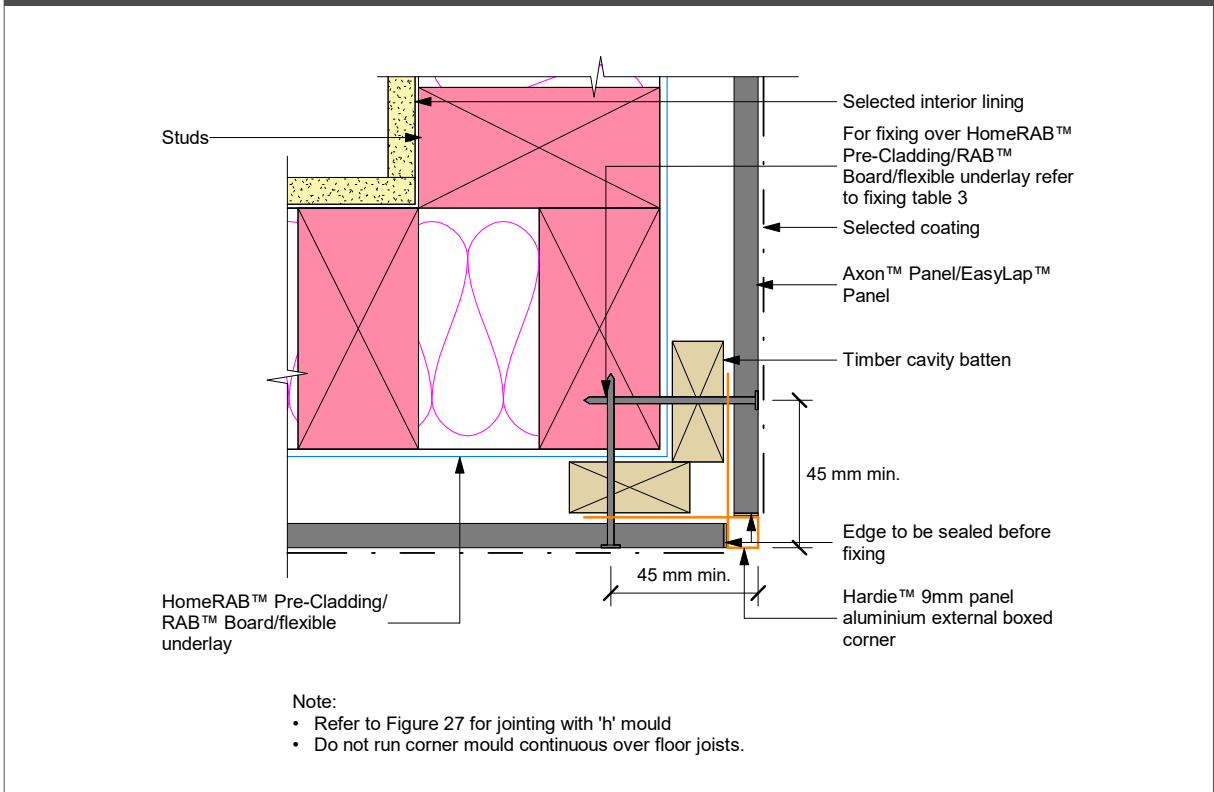 Studs
Selected interior lining
For fixing over HomeRAB™
Pre-Cladding/RAB™
Board/flexible underlay refer
to fixing table 3
Selected coating
Axon™ Panel/EasyLap™
Panel
Timber cavity batten
45 mm min.
Edge to be sealed before
fixing
45 mm min.
Hardie™ 9mm panel
aluminium external boxed
corner
HomeRAB™ Pre-Cladding/
RAB™ Board/flexible
underlay
Note:
• Refer to Figure 27 for jointing with 'h' mould
• Do not run corner mould continuous over floor joists.